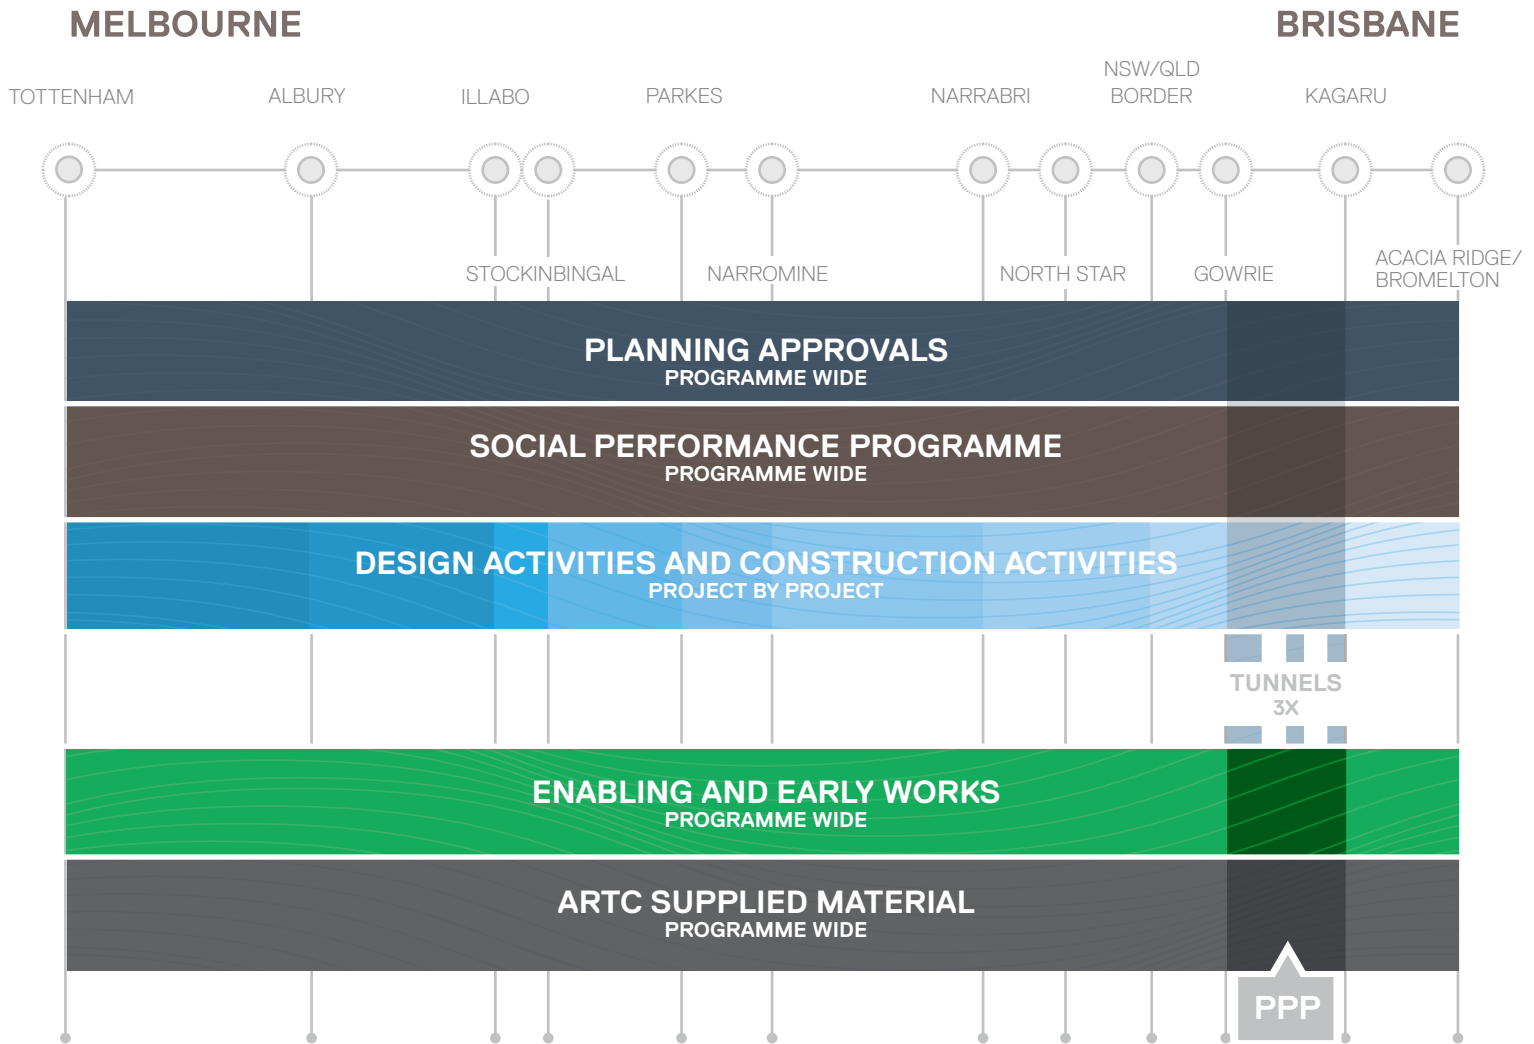 MELBOURNE
BRISBANE
TOTTENHAM
ALBURY
ILLABO
PARKES
NARRABRI
NSW/QLD
BORDER
KAGARU
STOCKINBINGAL
NARROMINE
NORTH STAR
GOWRIE
ACACIA RIDGE/
BROMELTON
PLANNING APPROVALS
PROGRAMME WIDE
SOCIAL PERFORMANCE PROGRAMME
PROGRAMME WIDE
DESIGN ACTIVITIES AND CONSTRUCTION ACTIVITIES
PROJECT BY PROJECT
TUNNELS
3X
ENABLING AND EARLY WORKS
PROGRAMME WIDE
ARTC SUPPLIED MATERIAL
PROGRAMME WIDE
PPP